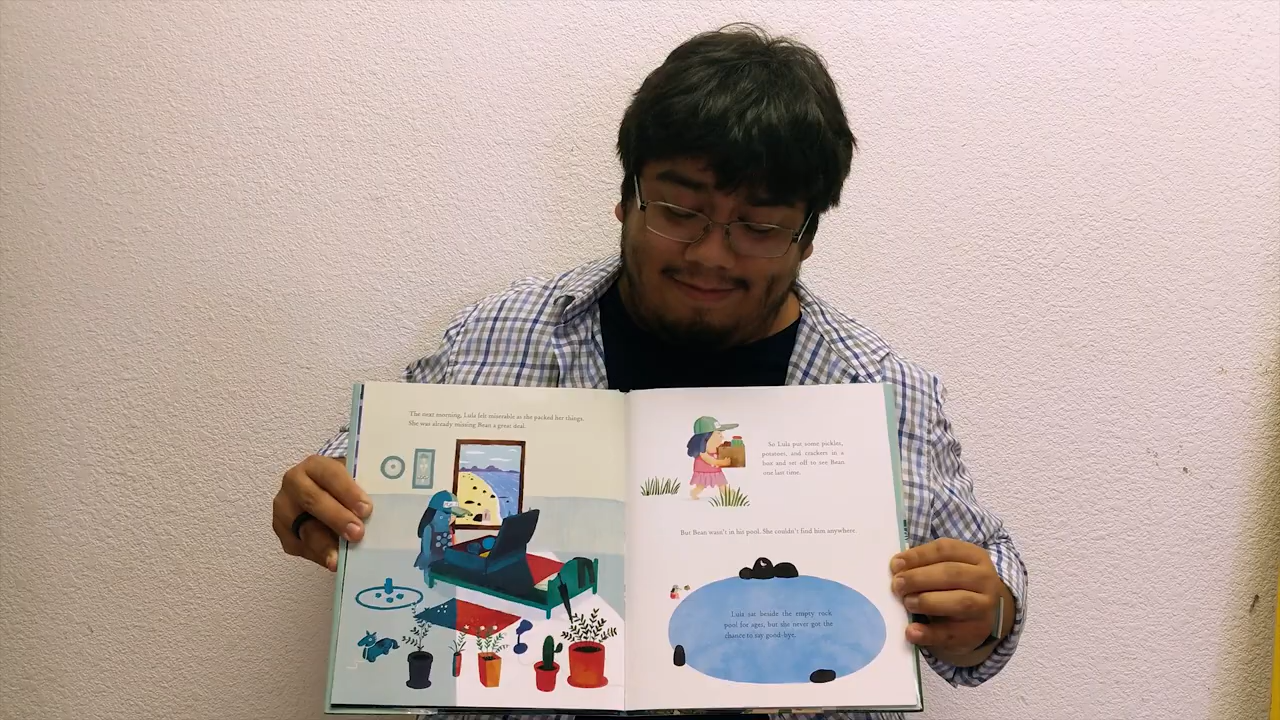 The next morning, Lula felt miserable as she packed her things.
She was already missing Bean a great deal.
So Lula put some pickles,
potatoes, and crackers in a
box and set off to see Bean
one last time.
But Bean wasn't in his pool. She couldn't find him anywhere.
Lula sat beside the empty rock
pool for ages, but she never got the
chance to say good-bye.